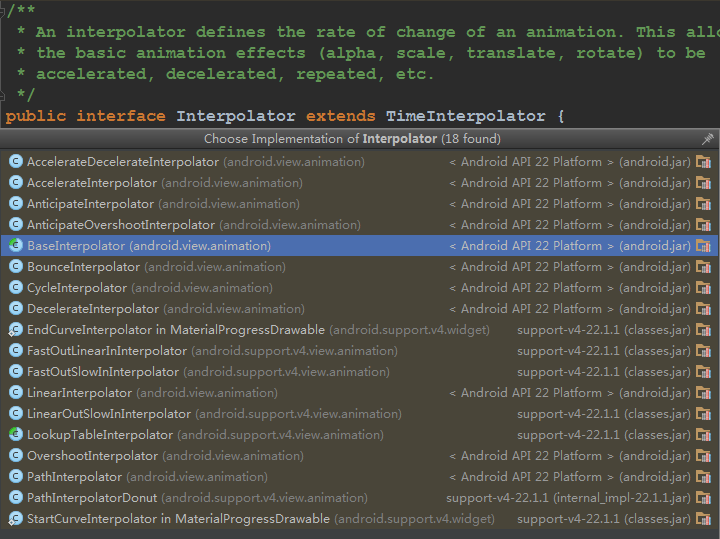 /**
* An interpolator defines the rate of change of an animation. This allo
* the basic animation effects (alpha, scale, translate, rotate) to be
* accelerated, decelerated, repeated, etc.
*/
public interface Interpolator extends TimeInterpolator {
Choose Implementation of Interpolator (18 found)
AccelerateDecelerateInterpolator (android.view.animation) < Android API 22 Platform > (android.jar)
AccelerateInterpolator (android.view.animation) < Android API 22 Platform > (android.jar)
AnticipateInterpolator (android.view.animation) < Android API 22 Platform > (android.jar)
AnticipateOvershootInterpolator (android.view.animation) < Android API 22 Platform > (android.jar)
BaseInterpolator (android.view.animation) < Android API 22 Platform > (android.jar)
BounceInterpolator (android.view.animation) < Android API 22 Platform > (android.jar)
CycleInterpolator (android.view.animation) < Android API 22 Platform > (android.jar)
DecelerateInterpolator (android.view.animation) < Android API 22 Platform > (android.jar)
EndCurveInterpolator in MaterialProgressDrawable (android.support.v4.widget) support-v4-22.1.1 (classes.jar)
FastOutLinearInInterpolator (android.support.v4.view.animation) support-v4-22.1.1 (classes.jar)
FastOutSlowInInterpolator (android.support.v4.view.animation) support-v4-22.1.1 (classes.jar)
LinearInterpolator (android.view.animation) < Android API 22 Platform > (android.jar)
LinearOutSlowInInterpolator (android.support.v4.view.animation) support-v4-22.1.1 (classes.jar)
LookupTableInterpolator (android.support.v4.view.animation) support-v4-22.1.1 (classes.jar)
OvershootInterpolator (android.view.animation) < Android API 22 Platform > (android.jar)
PathInterpolator (android.view.animation) < Android API 22 Platform > (android.jar)
PathInterpolatorDonut (android.support.v4.view.animation) support-v4-22.1.1 (internal_impl-22.1.1.jar)
StartCurveInterpolator in MaterialProgressDrawable (android.support.v4.widget) support-v4-22.1.1 (classes.jar)